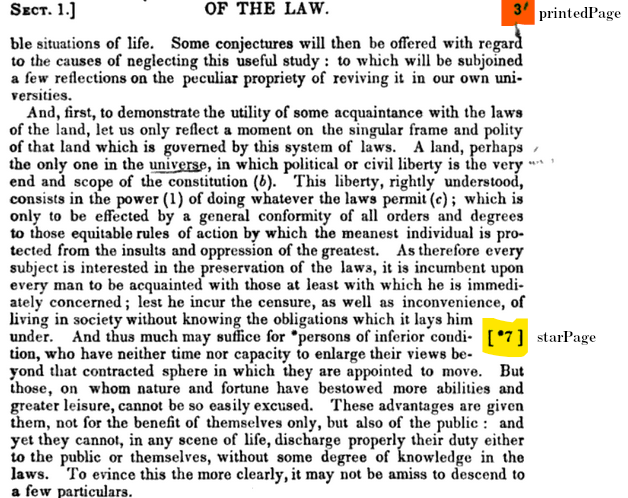 SECT. 1.] OF THE LAW. 3 printedPage
ble situations of life. Some conjectures will then be offered with regard
to the causes of neglecting this useful study : to which will be subjoined
a few reflections on the peculiar propriety of reviving it in our own uni-
versities.
And, first, to demonstrate the utility of some acquaintance with the laws
of the land, let us only reflect a moment on the singular frame and polity
of that land which is governed by this system of laws. A land, perhaps
the only one in the universe, in which political or civil liberty is the very
end and scope of the constitution (b). This liberty, rightly understood,
consists in the power (1) of doing whatever the laws permit (c) ; which is
only to be effected by a general conformity of all orders and degrees
to those equitable rules of action by which the meanest individual is pro-
tected from the insults and oppression of the greatest. As therefore every
subject is interested in the preservation of the laws, it is incumbent upon
every man to be acquainted with those at least with which he is immedi-
ately concerned ; lest he incur the censure, as well as inconvenience, of
living in society without knowing the obligations which it lays him
under. And thus much may suffice for *persons of inferior condi- [*7] starPage
tion, who have neither time nor capacity to enlarge their views be-
yond that contracted sphere in which they are appointed to move. But
those, on whom nature and fortune have bestowed more abilities and
greater leisure, cannot be so easily excused. These advantages are given
them, not for the benefit of themselves only, but also of the public : and
yet they cannot, in any scene of life, discharge properly their duty either
to the public or themselves, without some degree of knowledge in the
laws. To evince this the more clearly, it may not be amiss to descend to
a few particulars.